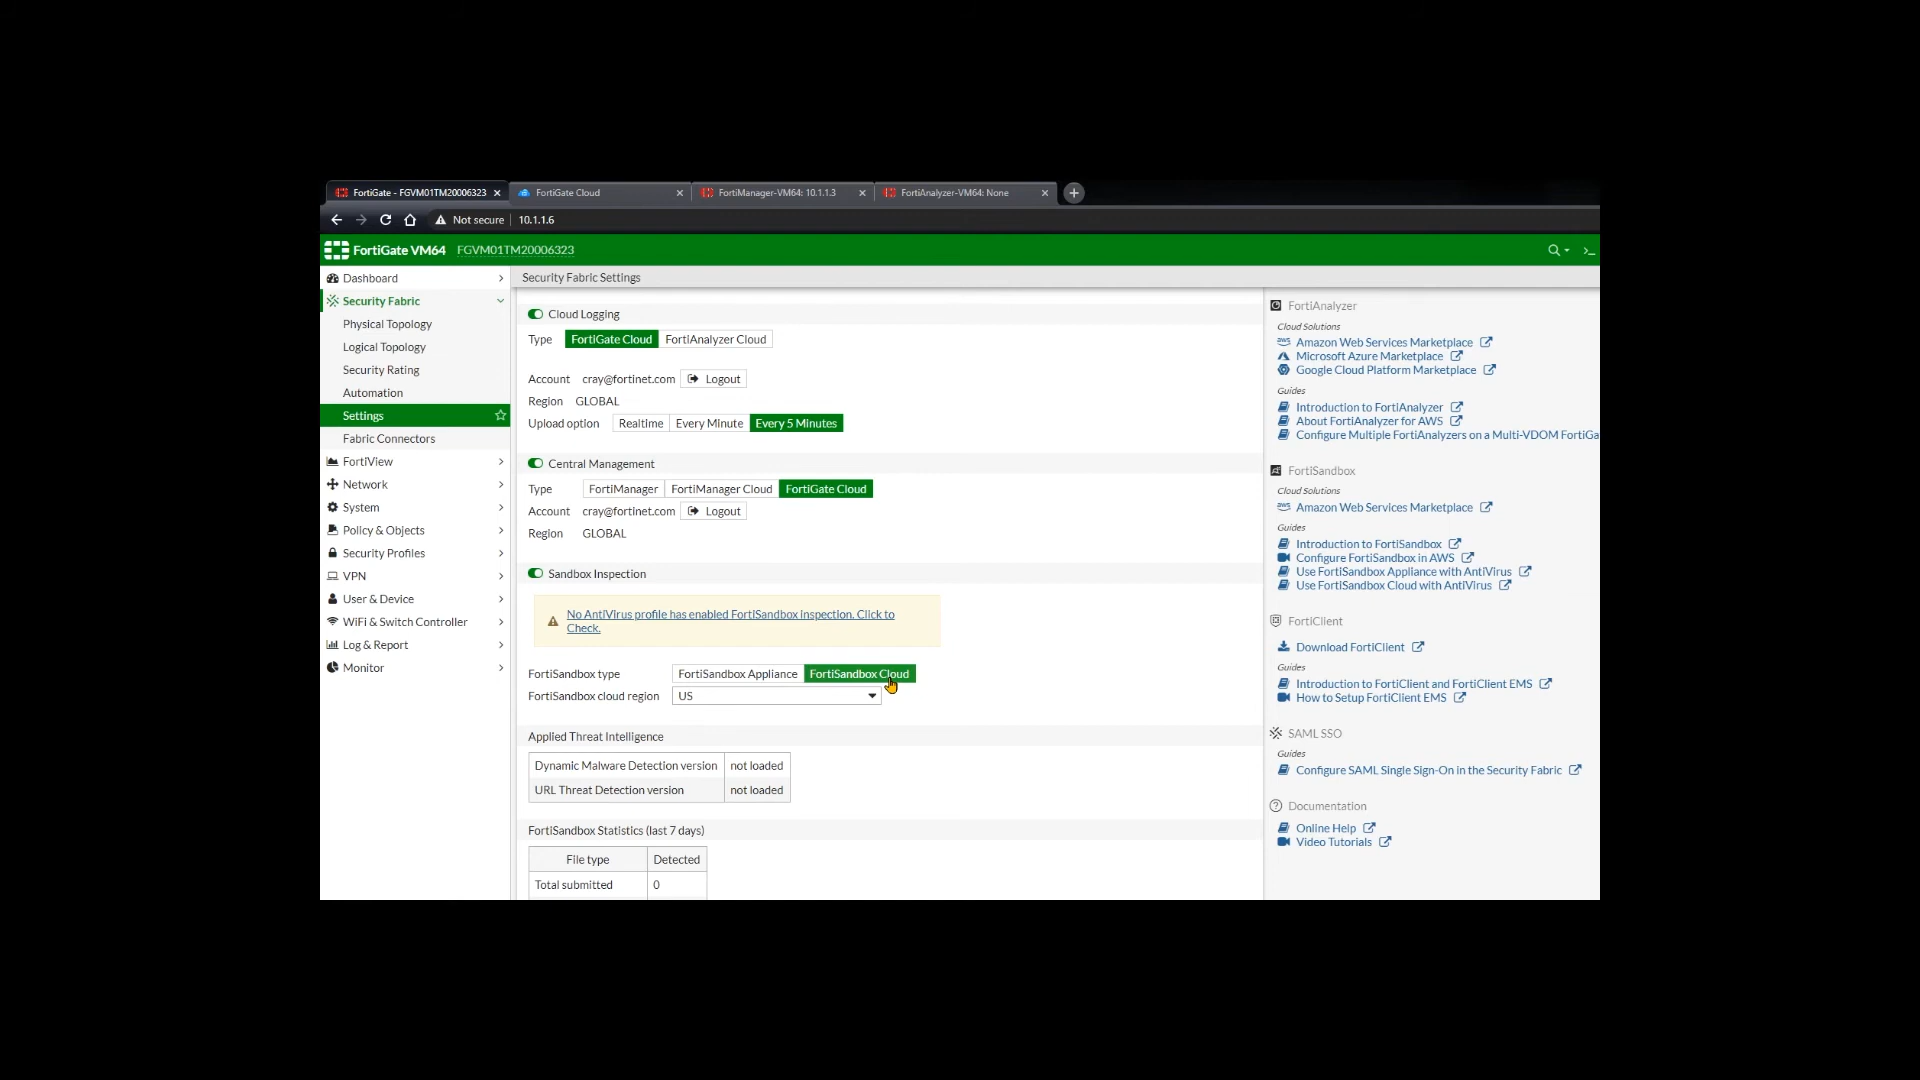 FortiGate - FGVM01TM20006323
FortiGate Cloud
FortiManager-VM64: 10.1.1.3
FortiAnalyzer-VM64: None
Not secure
10.1.1.6
FortiGate VM64
FGVM01TM20006323
Dashboard
Security Fabric
Physical Topology
Logical Topology
Security Rating
Automation
Settings
Fabric Connectors
FortiView
Network
System
Policy & Objects
Security Profiles
VPN
User & Device
WiFi & Switch Controller
Log & Report
Monitor
Security Fabric Settings
Cloud Logging
Type FortiGate Cloud FortiAnalyzer Cloud
Account cray@fortinet.com Logout
Region GLOBAL
Upload option Realtime Every Minute Every 5 Minutes
Central Management
Type FortiManager FortiManager Cloud FortiGate Cloud
Account cray@fortinet.com Logout
Region GLOBAL
Sandbox Inspection
No AntiVirus profile has enabled FortiSandbox inspection. Click to
Check.
FortiSandbox type FortiSandbox Appliance FortiSandbox Cloud
FortiSandbox cloud region US
Applied Threat Intelligence
Dynamic Malware Detection version not loaded
URL Threat Detection version not loaded
FortiSandbox Statistics (last 7 days)
File type Detected
Total submitted 0
FortiAnalyzer
Cloud Solutions
aws Amazon Web Services Marketplace
Microsoft Azure Marketplace
Google Cloud Platform Marketplace
Guides
Introduction to FortiAnalyzer
About FortiAnalyzer for AWS
Configure Multiple FortiAnalyzers on a Multi-VDOM FortiGa
FortiSandbox
Cloud Solutions
aws Amazon Web Services Marketplace
Guides
Introduction to FortiSandbox
Configure FortiSandbox in AWS
Use FortiSandbox Appliance with AntiVirus
Use FortiSandbox Cloud with AntiVirus
FortiClient
Download FortiClient
Guides
Introduction to FortiClient and FortiClient EMS
How to Setup FortiClient EMS
SAML SSO
Guides
Configure SAML Single Sign-On in the Security Fabric
Documentation
Online Help
Video Tutorials